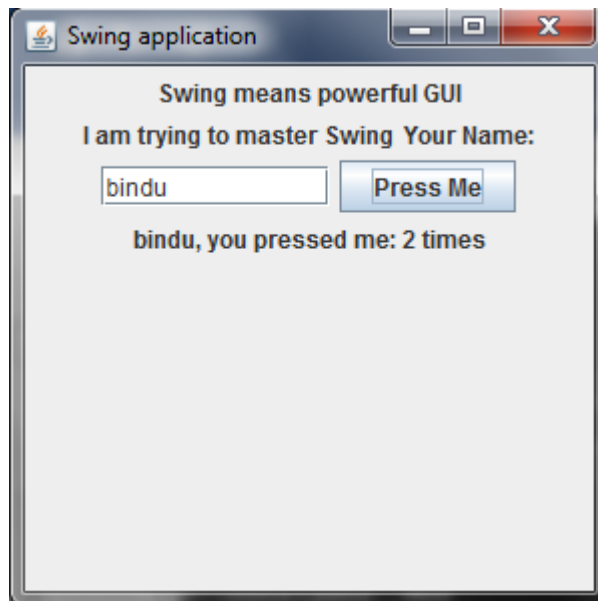 Swing application
Swing means powerful GUI
I am trying to master Swing Your Name:
bindu Press Me
bindu, you pressed me: 2 times